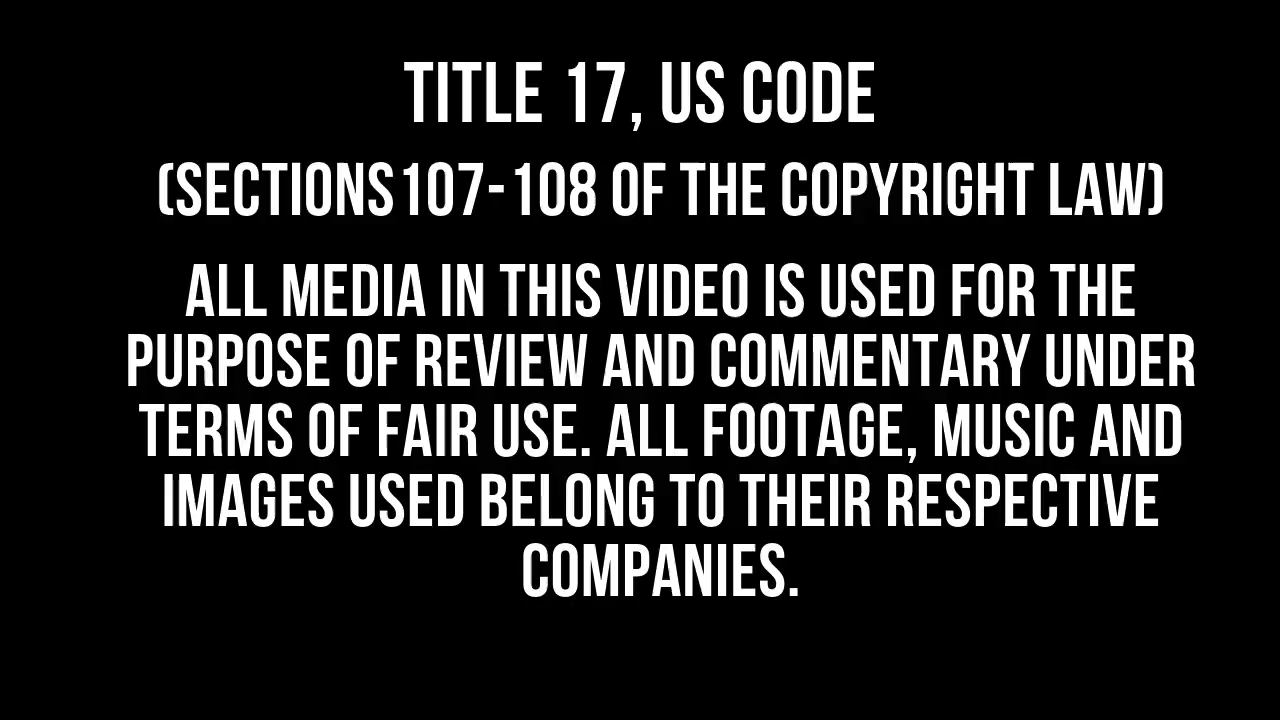 TITLE 17, US CODE
(SECTIONS 107-108 OF THE COPYRIGHT LAW)
ALL MEDIA IN THIS VIDEO IS USED FOR THE
PURPOSE OF REVIEW AND COMMENTARY UNDER
TERMS OF FAIR USE. ALL FOOTAGE, MUSIC AND
IMAGES USED BELONG TO THEIR RESPECTIVE
COMPANIES.